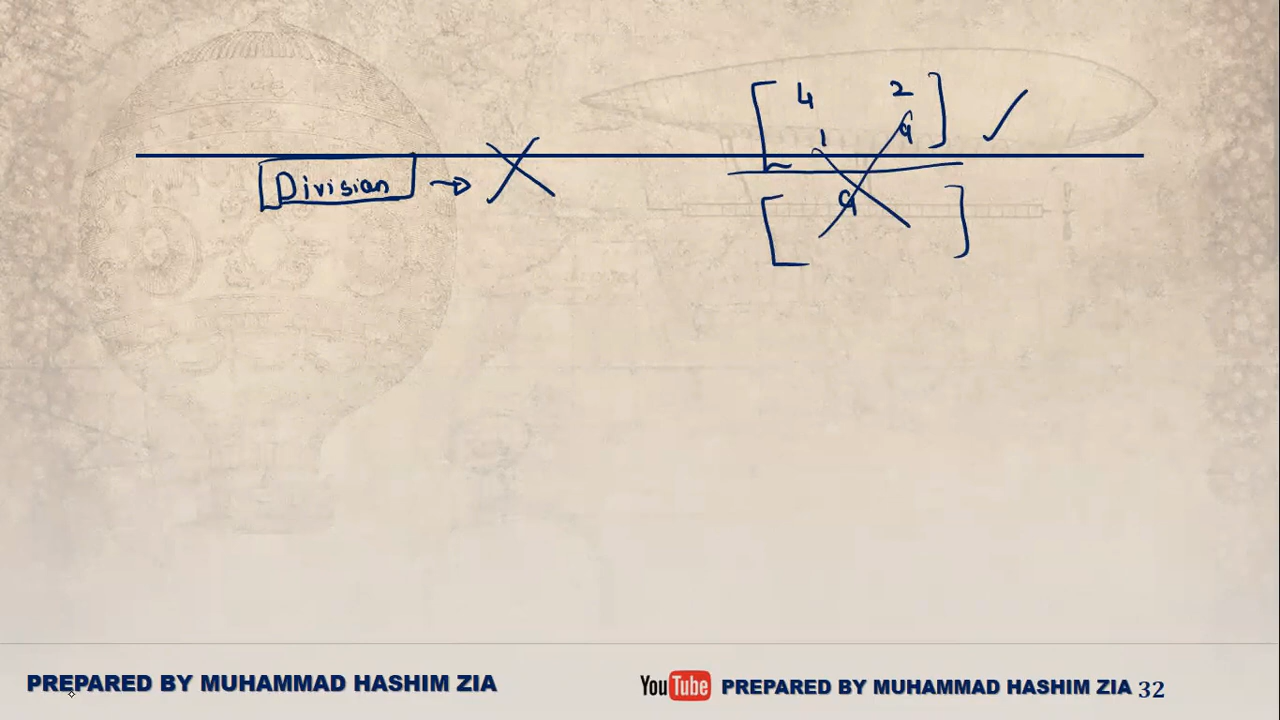 4 2
1 9
Division
9
PREPARED BY MUHAMMAD HASHIM ZIA
YouTube PREPARED BY MUHAMMAD HASHIM ZIA 32